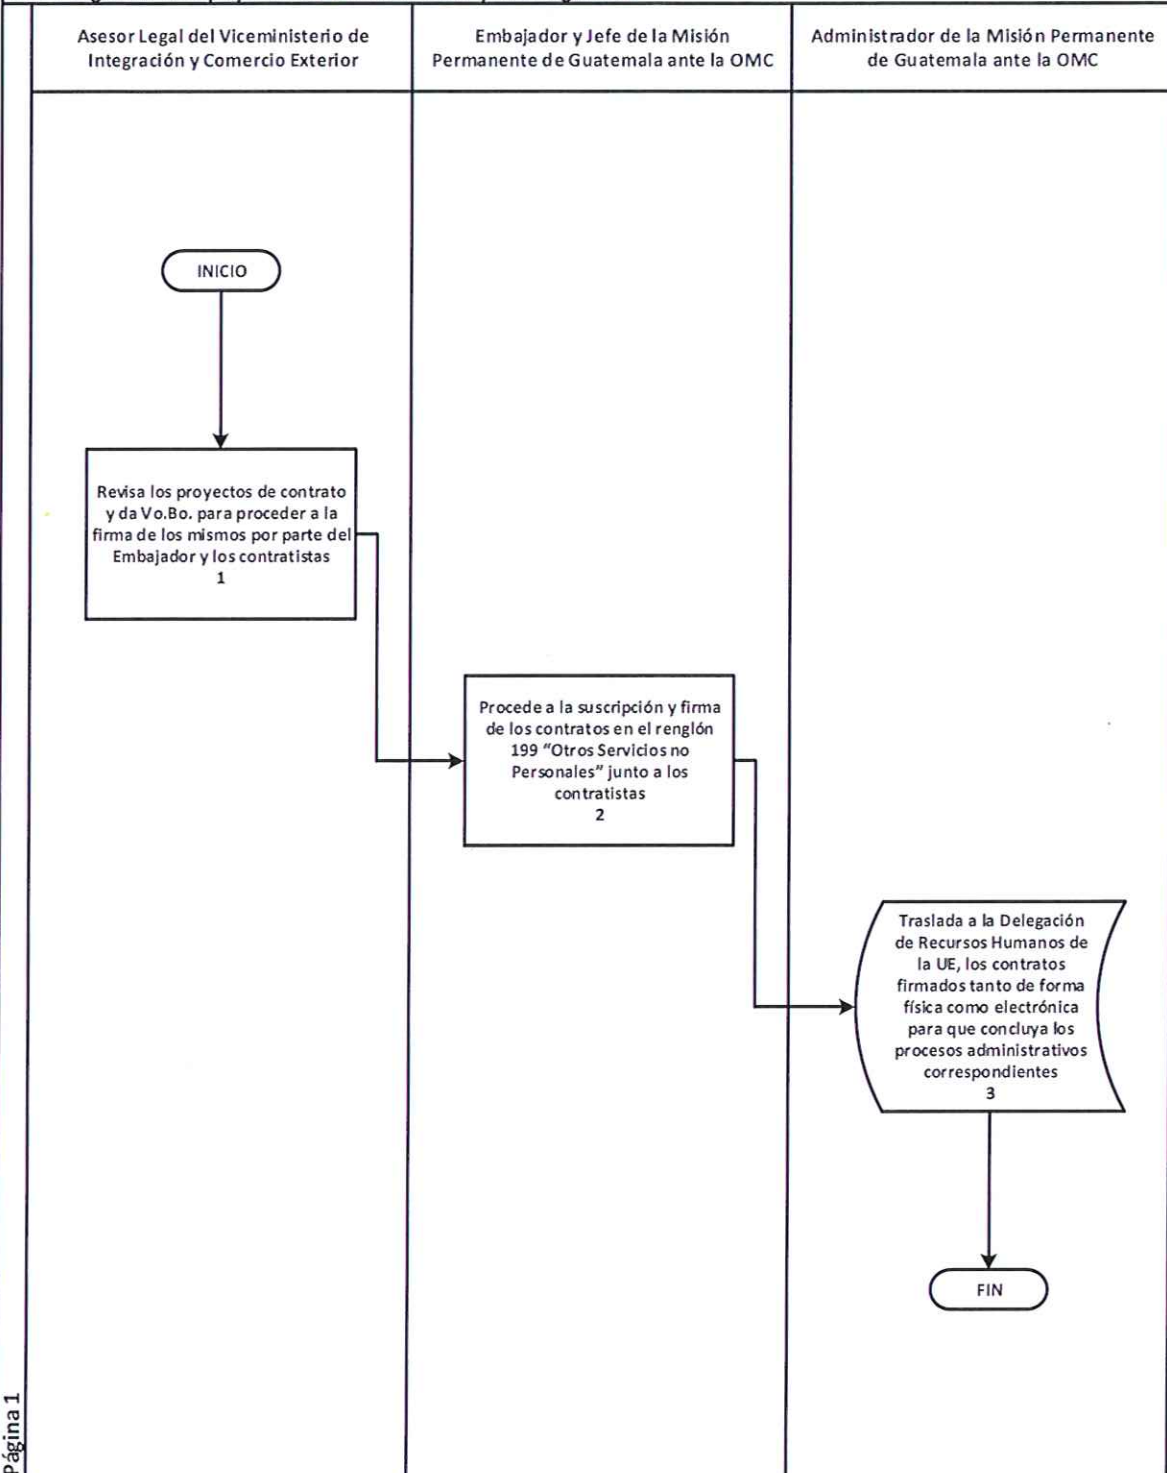 Asesor Legal del Viceministerio de
Integración y Comercio Exterior
Embajador y Jefe de la Misión
Permanente de Guatemala ante la OMC
Administrador de la Misión Permanente
de Guatemala ante la OMC
INICIO
Revisa los proyectos de contrato
y da Vo.Bo. para proceder a la
firma de los mismos por parte del
Embajador y los contratistas
1
Procede a la suscripción y firma
de los contratos en el renglón
199 "Otros Servicios no
Personales" junto a los
contratistas
2
Traslada a la Delegación
de Recursos Humanos de
la UE, los contratos
firmados tanto de forma
física como electrónica
para que concluya los
procesos administrativos
correspondientes
3
FIN
Página 1